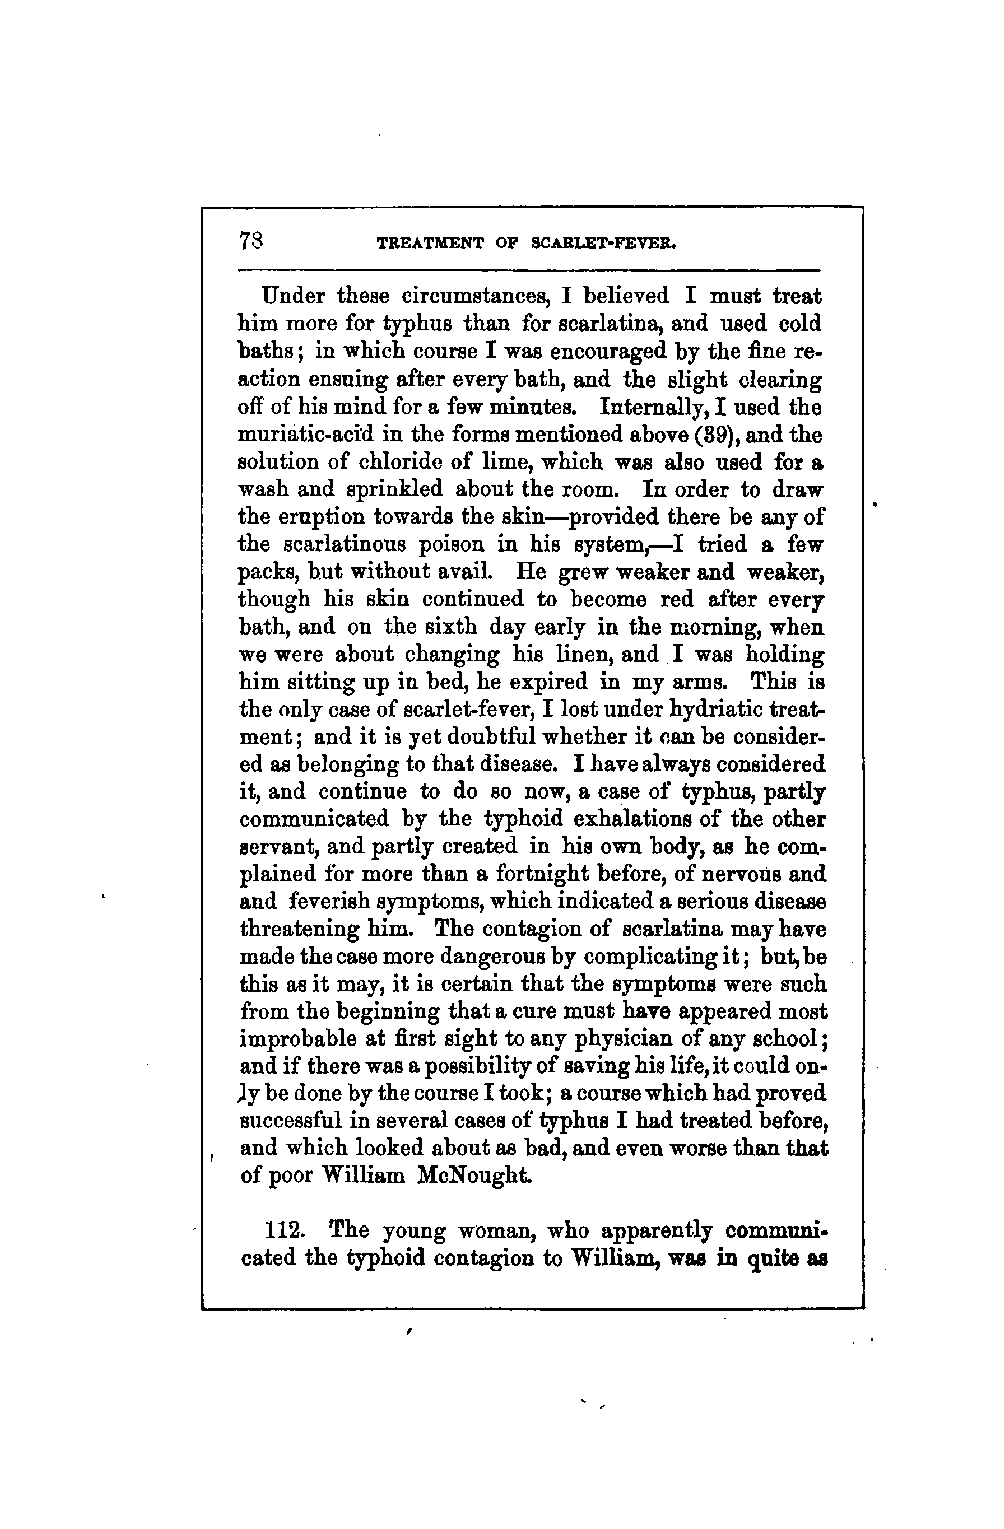 78 TREATMENT OF SCARLET-FEVER.
Under these circumstances, I believed I must treat
him more for typhus than for scarlatina, and used cold
baths; in which course I was encouraged by the fine re-
action ensuing after every bath, and the slight clearing
off of his mind for a few minutes. Internally, I used the
muriatic-acid in the forms mentioned above (39), and the
solution of chloride of lime, which was also used for a
wash and sprinkled about the room. In order to draw
the eruption towards the skin—provided there be any of
the scarlatinous poison in his system,—I tried a few
packs, but without avail. He grew weaker and weaker,
though his skin continued to become red after every
bath, and on the sixth day early in the morning, when
we were about changing his linen, and I was holding
him sitting up in bed, he expired in my arms. This is
the only case of scarlet-fever, I lost under hydriatic treat-
ment; and it is yet doubtful whether it can be consider-
ed as belonging to that disease. I have always considered
it, and continue to do so now, a case of typhus, partly
communicated by the typhoid exhalations of the other
servant, and partly created in his own body, as he com-
plained for more than a fortnight before, of nervous and
and feverish symptoms, which indicated a serious disease
threatening him. The contagion of scarlatina may have
made the case more dangerous by complicating it; but, be
this as it may, it is certain that the symptoms were such
from the beginning that a cure must have appeared most
improbable at first sight to any physician of any school;
and if there was a possibility of saving his life, it could on-
ly be done by the course I took; a course which had proved
successful in several cases of typhus I had treated before,
and which looked about as bad, and even worse than that
of poor William McNought.
112. The young woman, who apparently communi-
cated the typhoid contagion to William, was in quite as